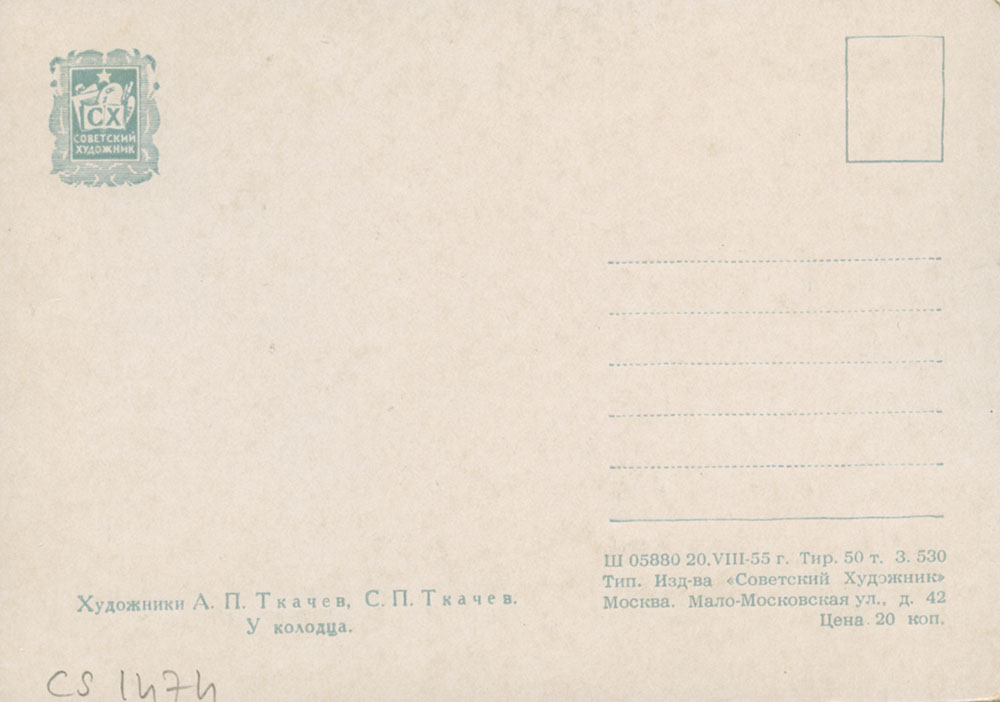 СХ
СОВЕТСКИЙ
ХУДОЖНИК
Ш 05880 20.VIII-55 г. Тир. 50 т. З. 530
Тип. Изд-ва «Советский Художник»
Москва. Мало-Московская ул., д. 42
Цена 20 коп.
Художники А. П. Ткачев, С. П. Ткачев.
У колодца.
CS 1474